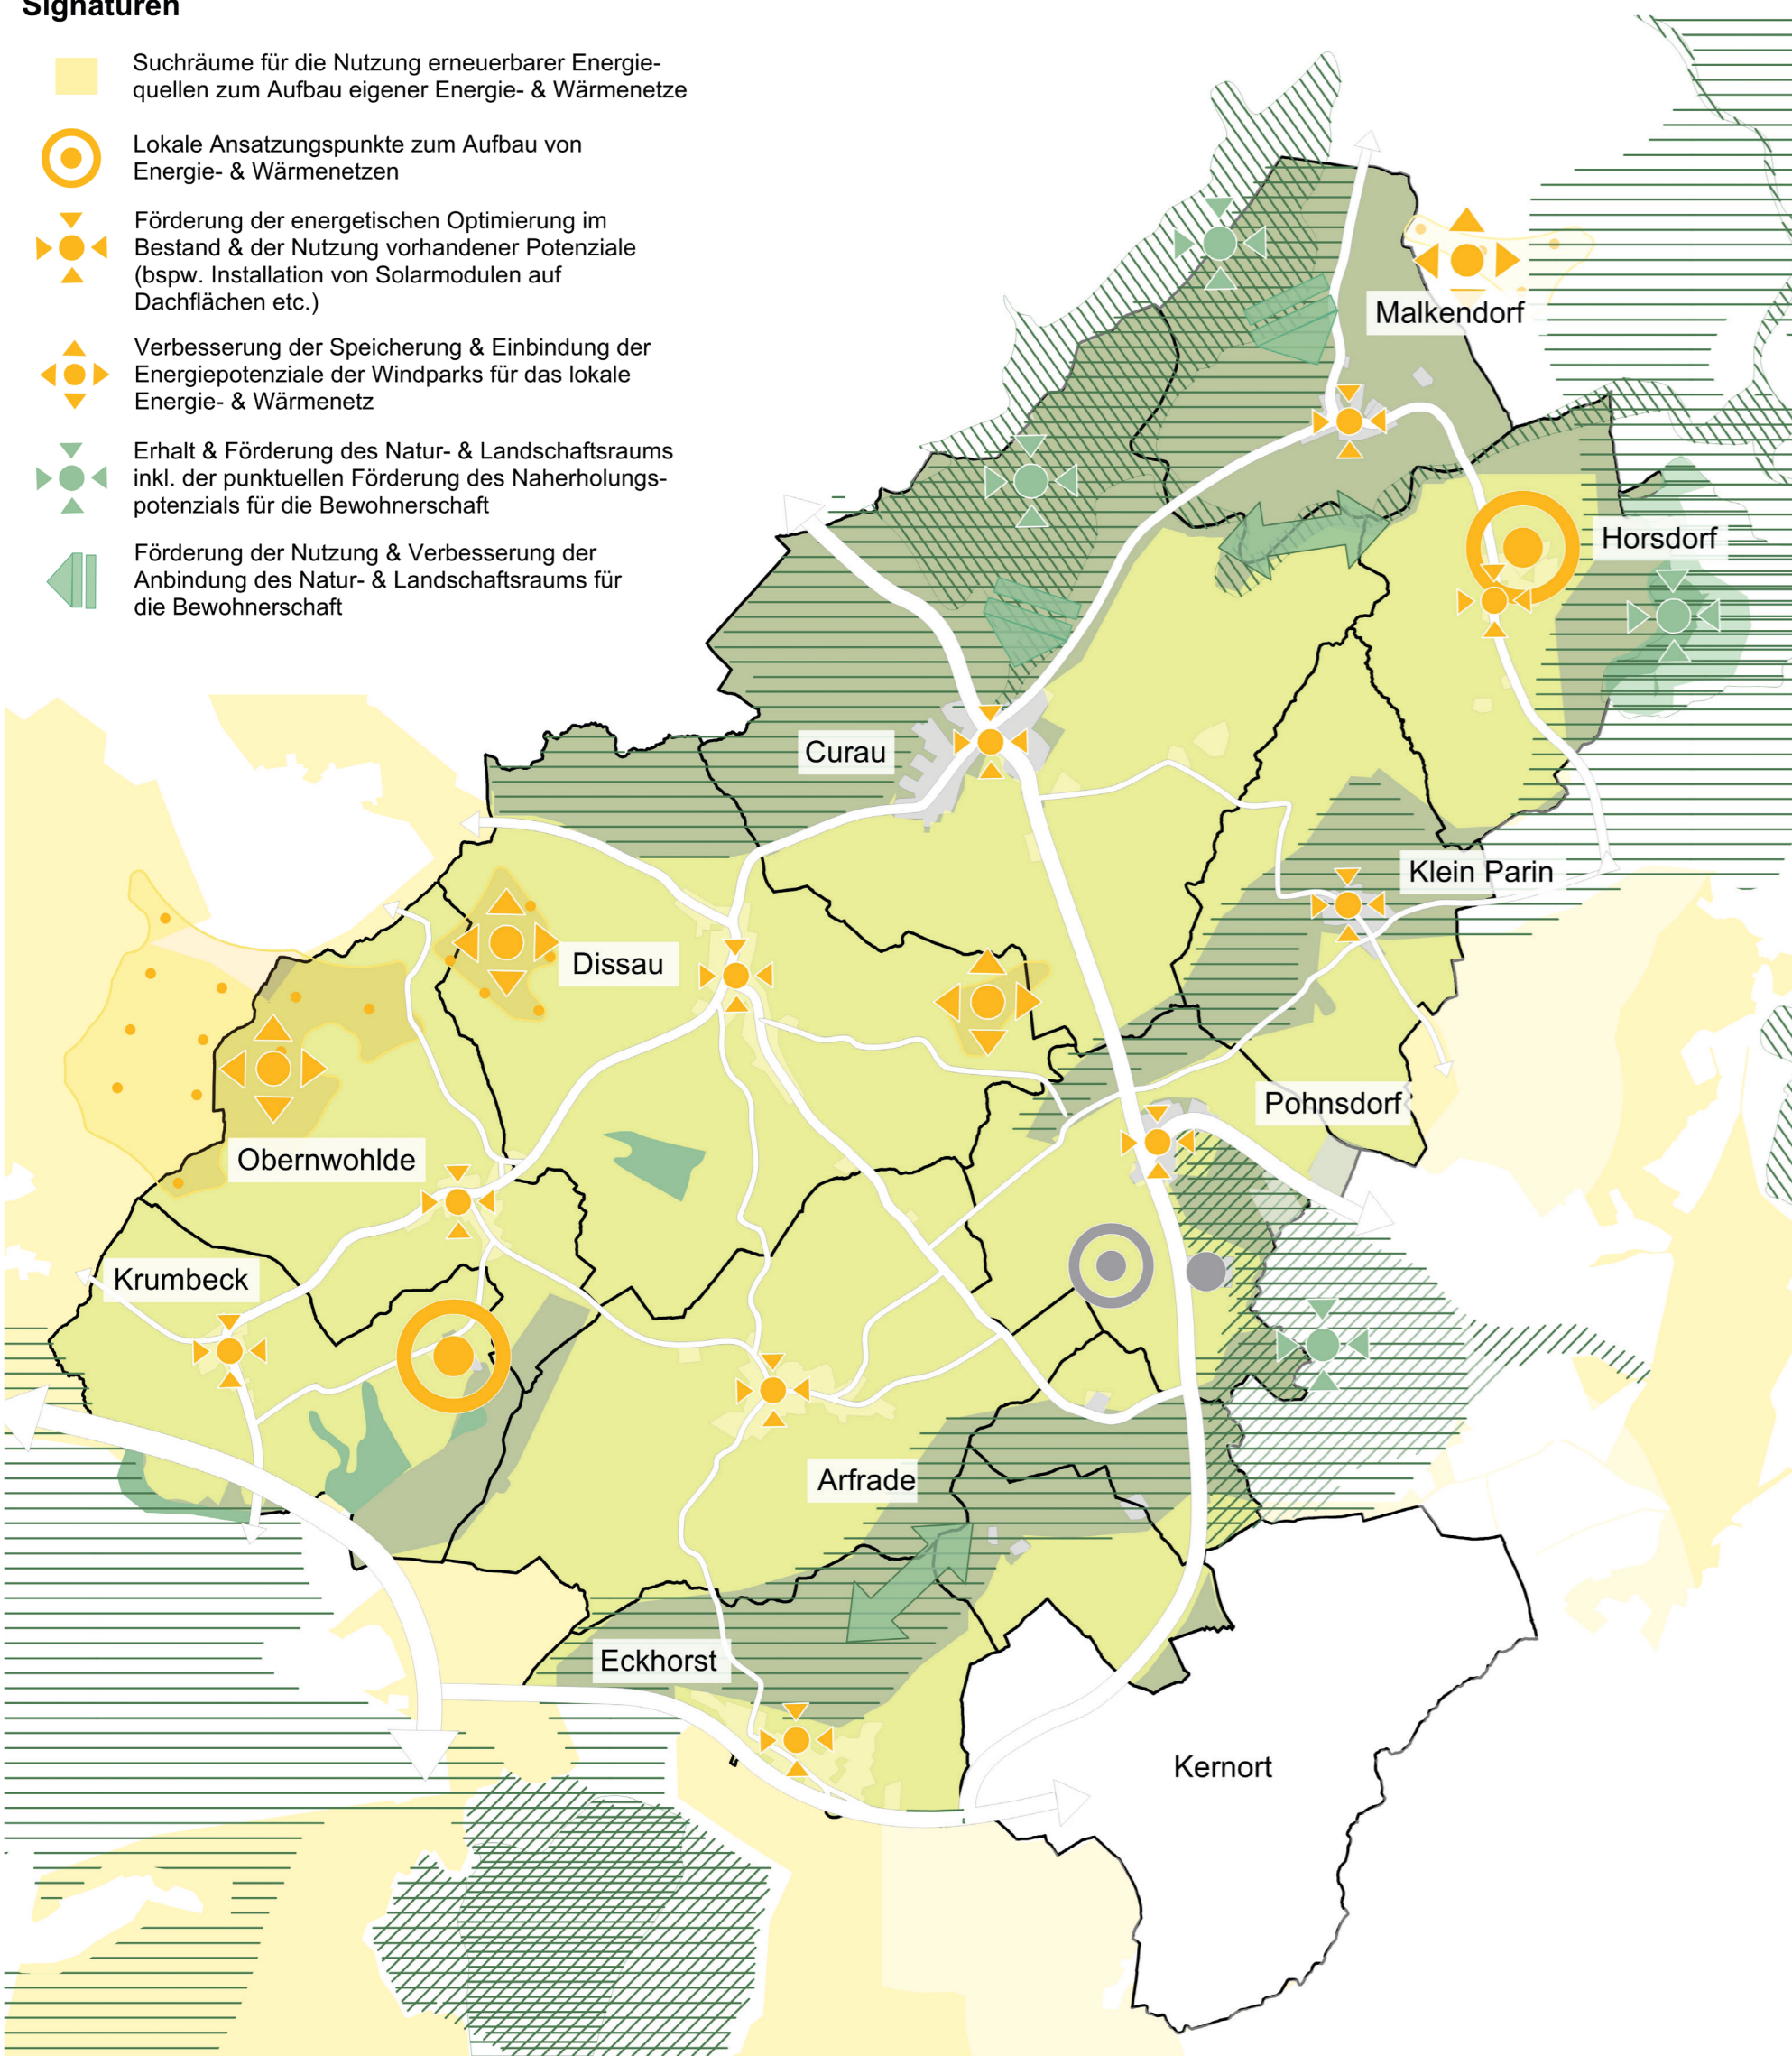 Signaturen
Suchräume für die Nutzung erneuerbarer Energie-
quellen zum Aufbau eigener Energie- & Wärmenetze
Lokale Ansatzungspunkte zum Aufbau von
Energie- & Wärmenetzen
Förderung der energetischen Optimierung im
Bestand & der Nutzung vorhandener Potenziale
(bspw. Installation von Solarmodulen auf
Dachflächen etc.)
Verbesserung der Speicherung & Einbindung der
Energiepotenziale der Windparks für das lokale
Energie- & Wärmenetz
Erhalt & Förderung des Natur- & Landschaftsraums
inkl. der punktuellen Förderung des Naherholungs-
potenzials für die Bewohnerschaft
Förderung der Nutzung & Verbesserung der
Anbindung des Natur- & Landschaftsraums für
die Bewohnerschaft
Malkendorf
Horsdorf
Curau
Klein Parin
Dissau
Pohnsdorf
Obernwohlde
Krumbeck
Arfrade
Eckhorst
Kernort